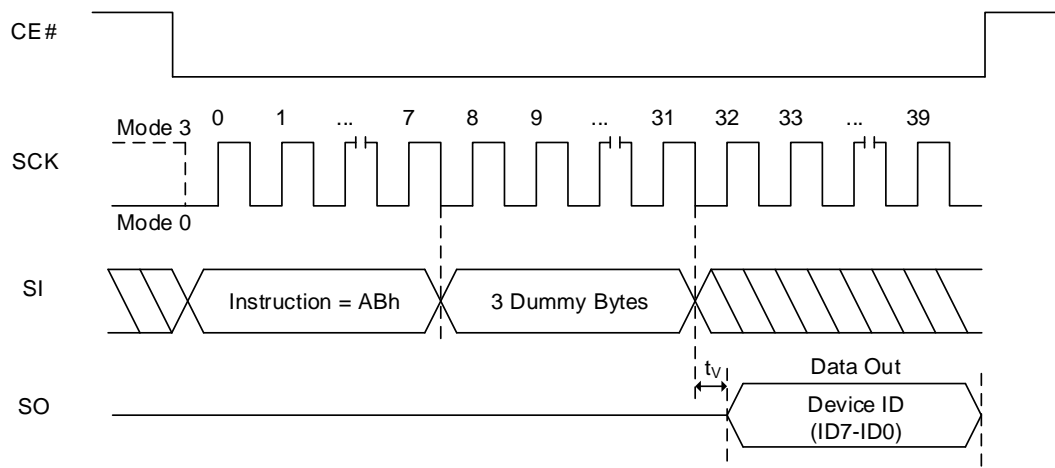 CE#
0 1 ... 7 8 9 ... 31 32 33 ... 39
Mode 3
SCK
Mode 0
SI
Instruction = ABh
3 Dummy Bytes
tV
Data Out
SO
Device ID
(ID7-ID0)